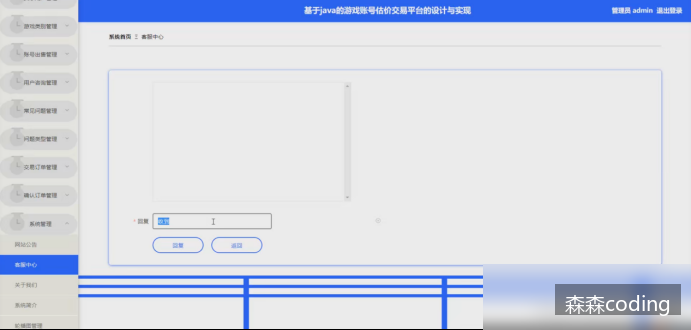 基于java的游戏账号估价交易平台的设计与实现
管理员 admin 退出登录
游戏类别管理
账号出售管理
用户咨询管理
常见问题管理
问题类型管理
交易订单管理
确认订单管理
系统管理
网站公告
客服中心
关于我们
系统简介
轮播图管理
系统首页
客服中心
* 回复
回复
返回
森森coding